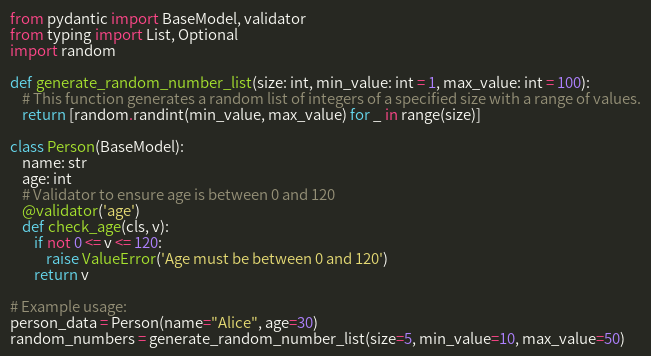 from pydantic import BaseModel, validator
from typing import List, Optional
import random

def generate_random_number_list(size: int, min_value: int = 1, max_value: int = 100):
    # This function generates a random list of integers of a specified size with a range of values.
    return [random.randint(min_value, max_value) for _ in range(size)]

class Person(BaseModel):
    name: str
    age: int
    # Validator to ensure age is between 0 and 120
    @validator('age')
    def check_age(cls, v):
        if not 0 <= v <= 120:
            raise ValueError('Age must be between 0 and 120')
        return v

# Example usage:
person_data = Person(name="Alice", age=30)
random_numbers = generate_random_number_list(size=5, min_value=10, max_value=50)